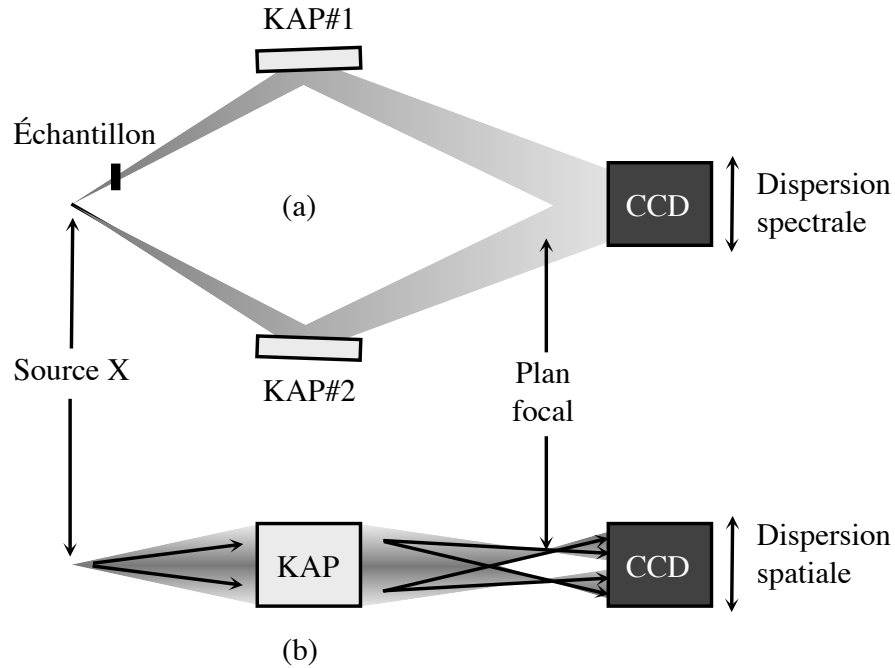 KAP#1
Échantillon
(a)
CCD
Dispersion
spectrale
Source X
KAP#2
Plan
focal
KAP
CCD
Dispersion
spatiale
(b)